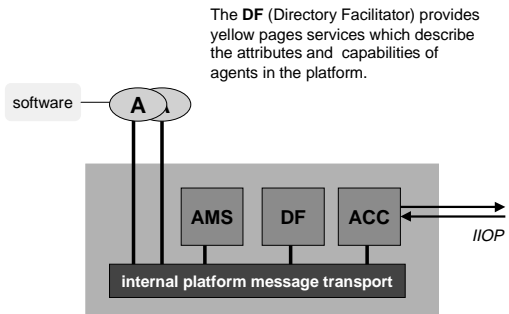 The DF (Directory Facilitator) provides
yellow pages services which describe
the attributes and capabilities of
agents in the platform.
software
A
A
AMS
DF
ACC
IIOP
internal platform message transport